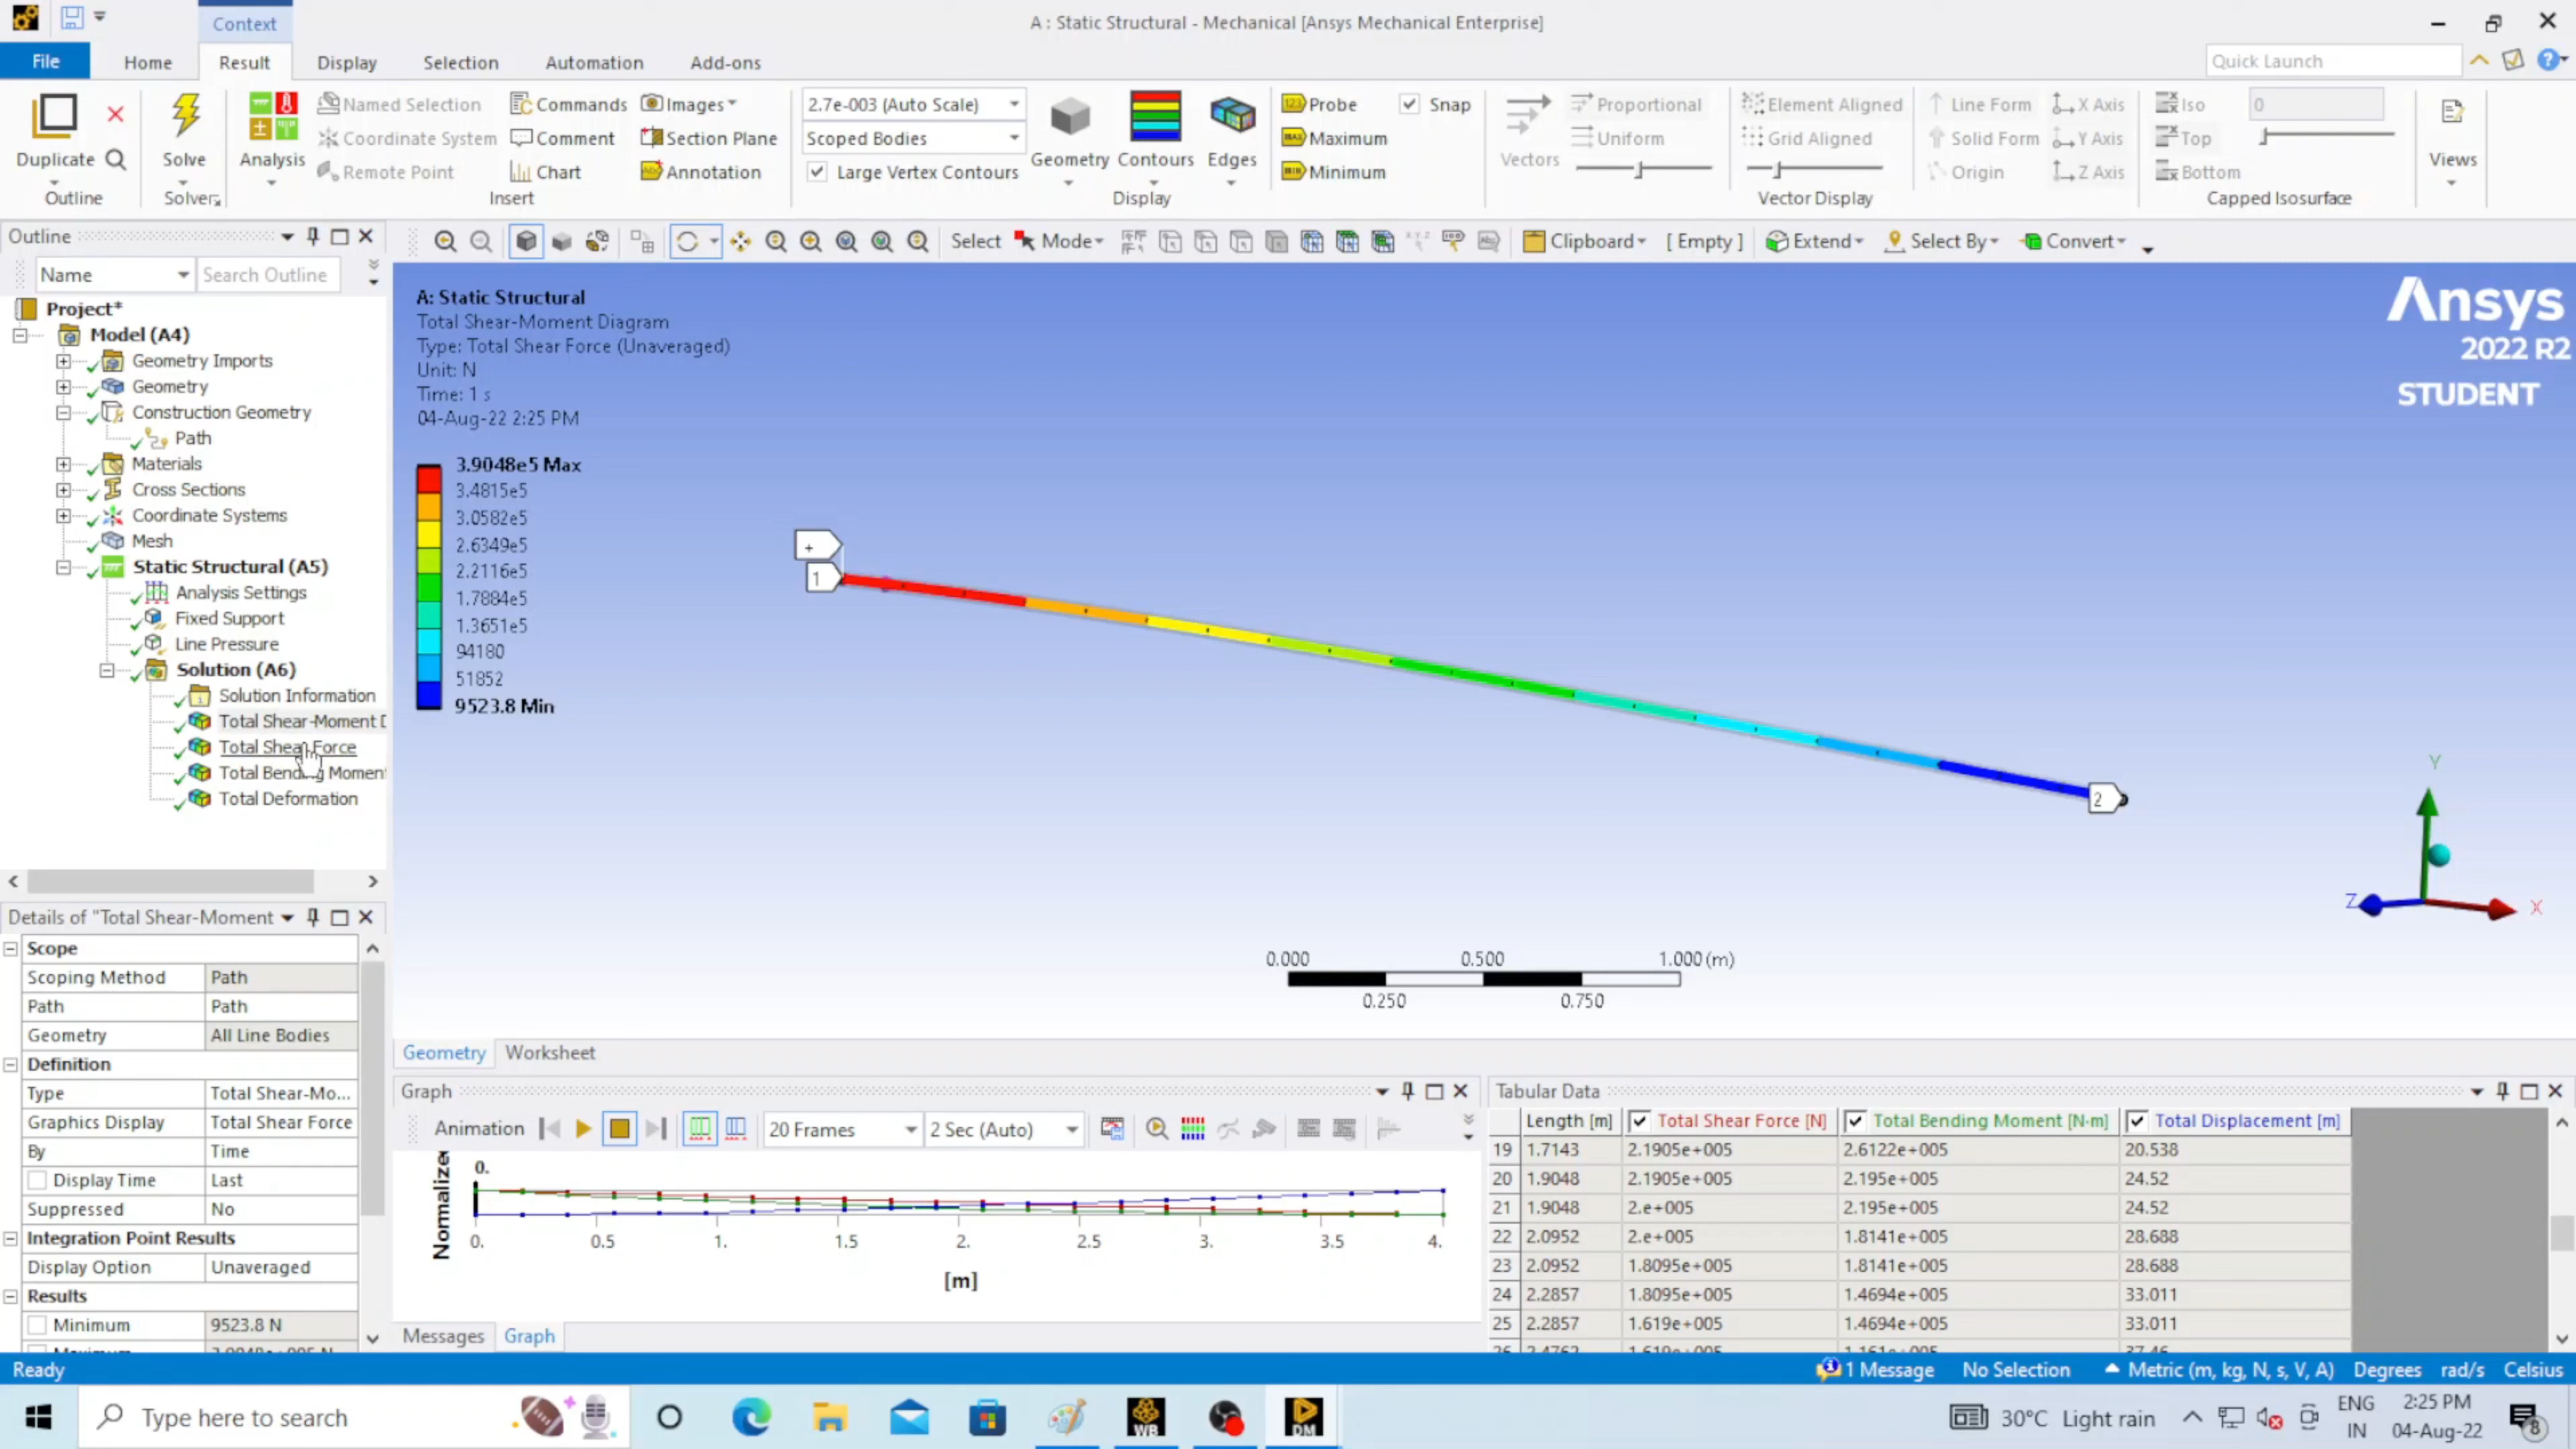 Context
A : Static Structural - Mechanical [Ansys Mechanical Enterprise]
File Home Result Display Selection Automation Add-ons
Quick Launch
Duplicate
Outline
Solve
Solver
Analysis
Named Selection
Coordinate System
Remote Point
Commands
Comment
Chart
Images
Section Plane
Annotation
Insert
2.7e-003 (Auto Scale)
Scoped Bodies
Large Vertex Contours
Geometry Contours Edges
Display
Probe
Maximum
Minimum
Snap
Vectors
Proportional
Uniform
Element Aligned
Grid Aligned
Line Form
Solid Form
Origin
X Axis
Y Axis
Z Axis
Vector Display
Iso
Top
Bottom
0
Capped Isosurface
Views
Outline
Name Search Outline
Select Mode Clipboard [ Empty ] Extend Select By Convert
Project*
Model (A4)
Geometry Imports
Geometry
Construction Geometry
Path
Materials
Cross Sections
Coordinate Systems
Mesh
Static Structural (A5)
Analysis Settings
Fixed Support
Line Pressure
Solution (A6)
Solution Information
Total Shear-Moment D
Total Shear Force
Total Bending Moment
Total Deformation
A: Static Structural
Total Shear-Moment Diagram
Type: Total Shear Force (Unaveraged)
Unit: N
Time: 1 s
04-Aug-22 2:25 PM
3.9048e5 Max
3.4815e5
3.0582e5
2.6349e5
2.2116e5
1.7884e5
1.3651e5
94180
51852
9523.8 Min
+
1
2
Ansys
2022 R2
STUDENT
Y
Z
X
0.000 0.500 1.000 (m)
0.250 0.750
Details of "Total Shear-Moment
Scope
Scoping Method Path
Path Path
Geometry All Line Bodies
Definition
Type Total Shear-Mo...
Graphics Display Total Shear Force
By Time
Display Time Last
Suppressed No
Integration Point Results
Display Option Unaveraged
Results
Minimum 9523.8 N
Geometry Worksheet
Graph
Animation 20 Frames 2 Sec (Auto)
Normalize
0.
0. 0.5 1. 1.5 2. 2.5 3. 3.5 4.
[m]
Messages Graph
Tabular Data
Length [m] Total Shear Force [N] Total Bending Moment [N·m] Total Displacement [m]
19 1.7143 2.1905e+005 2.6122e+005 20.538
20 1.9048 2.1905e+005 2.195e+005 24.52
21 1.9048 2.e+005 2.195e+005 24.52
22 2.0952 2.e+005 1.8141e+005 28.688
23 2.0952 1.8095e+005 1.8141e+005 28.688
24 2.2857 1.8095e+005 1.4694e+005 33.011
25 2.2857 1.619e+005 1.4694e+005 33.011
26 2.4762 1.619e+005 1.161e+005 37.46
Ready
1 Message No Selection Metric (m, kg, N, s, V, A) Degrees rad/s Celsius
Type here to search
WB
DM
30°C Light rain
ENG
IN
2:25 PM
04-Aug-22
8